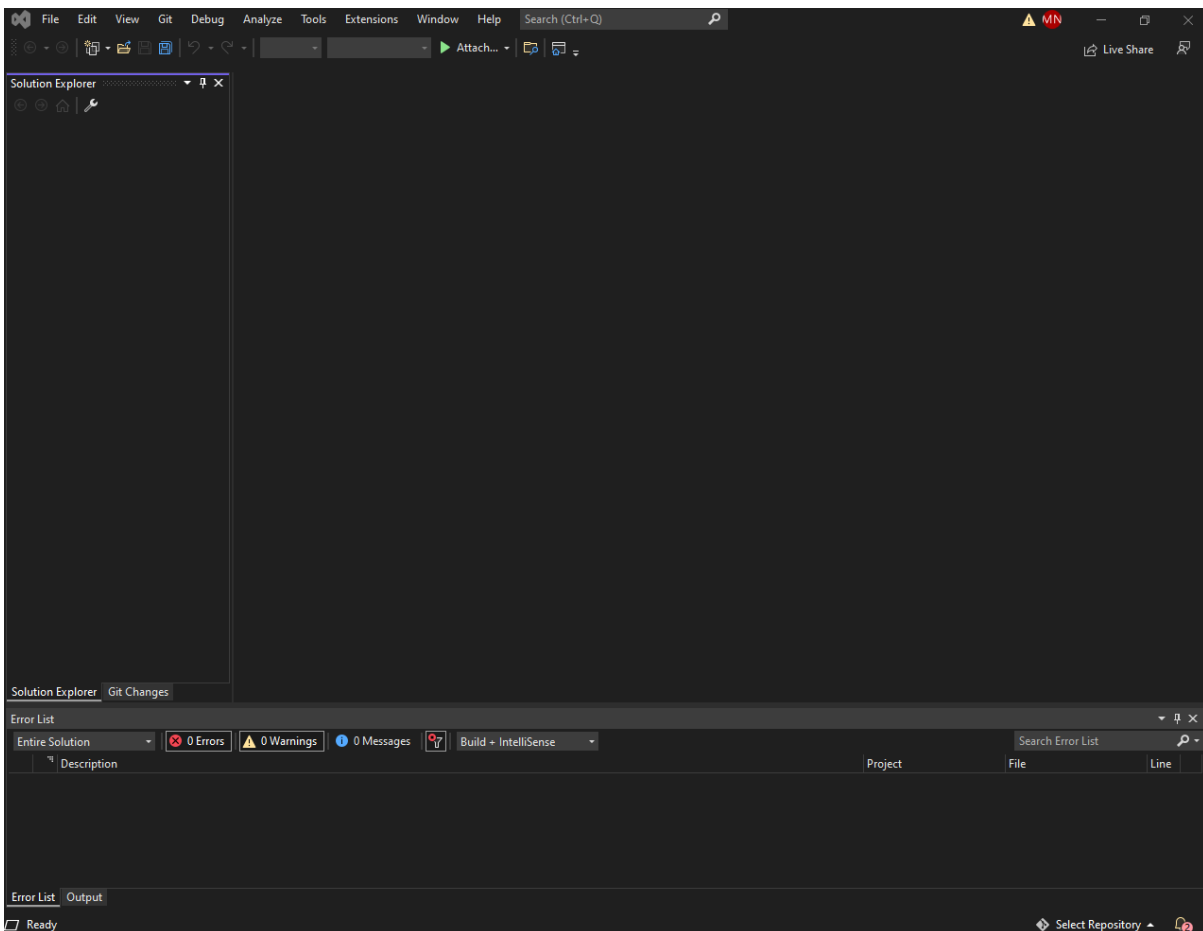 File Edit View Git Debug Analyze Tools Extensions Window Help Search (Ctrl+Q) MN
Attach... Live Share
Solution Explorer
Solution Explorer Git Changes
Error List
Entire Solution 0 Errors 0 Warnings 0 Messages Build + IntelliSense Search Error List
Description Project File Line
Error List Output
Ready Select Repository 2